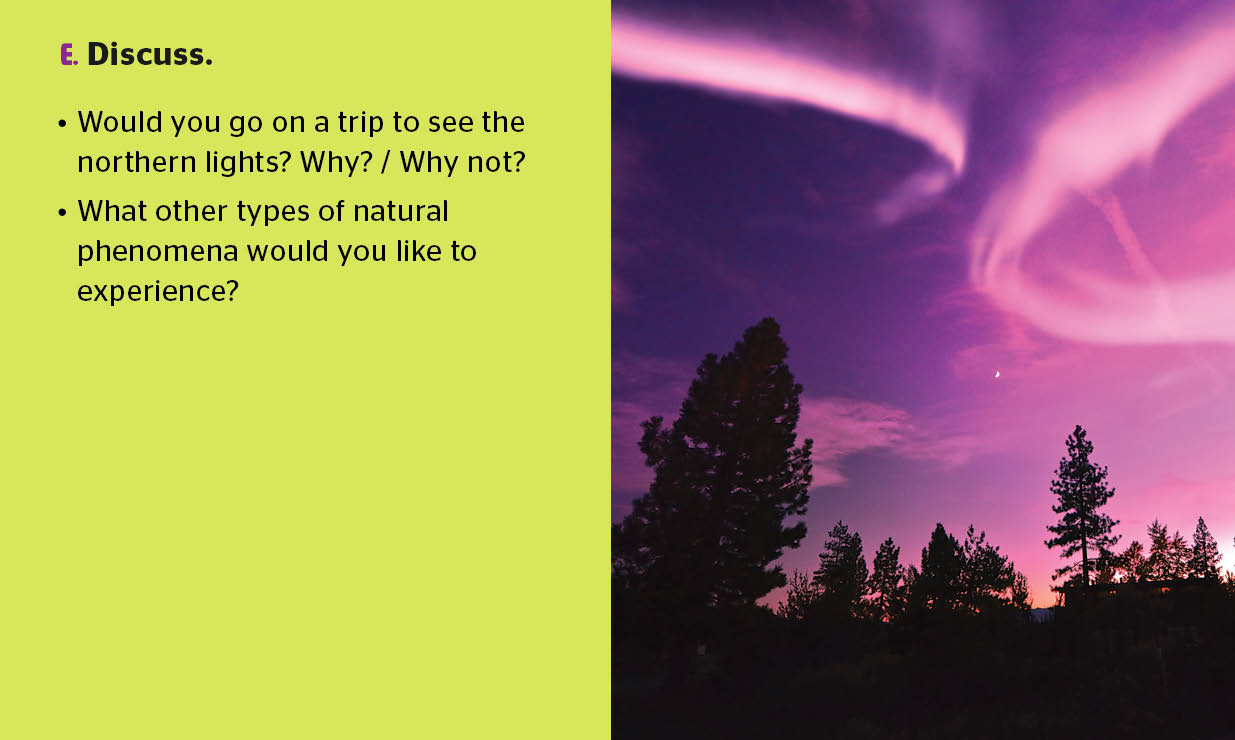 E. Discuss.
• Would you go on a trip to see the
northern lights? Why? / Why not?
• What other types of natural
phenomena would you like to
experience?